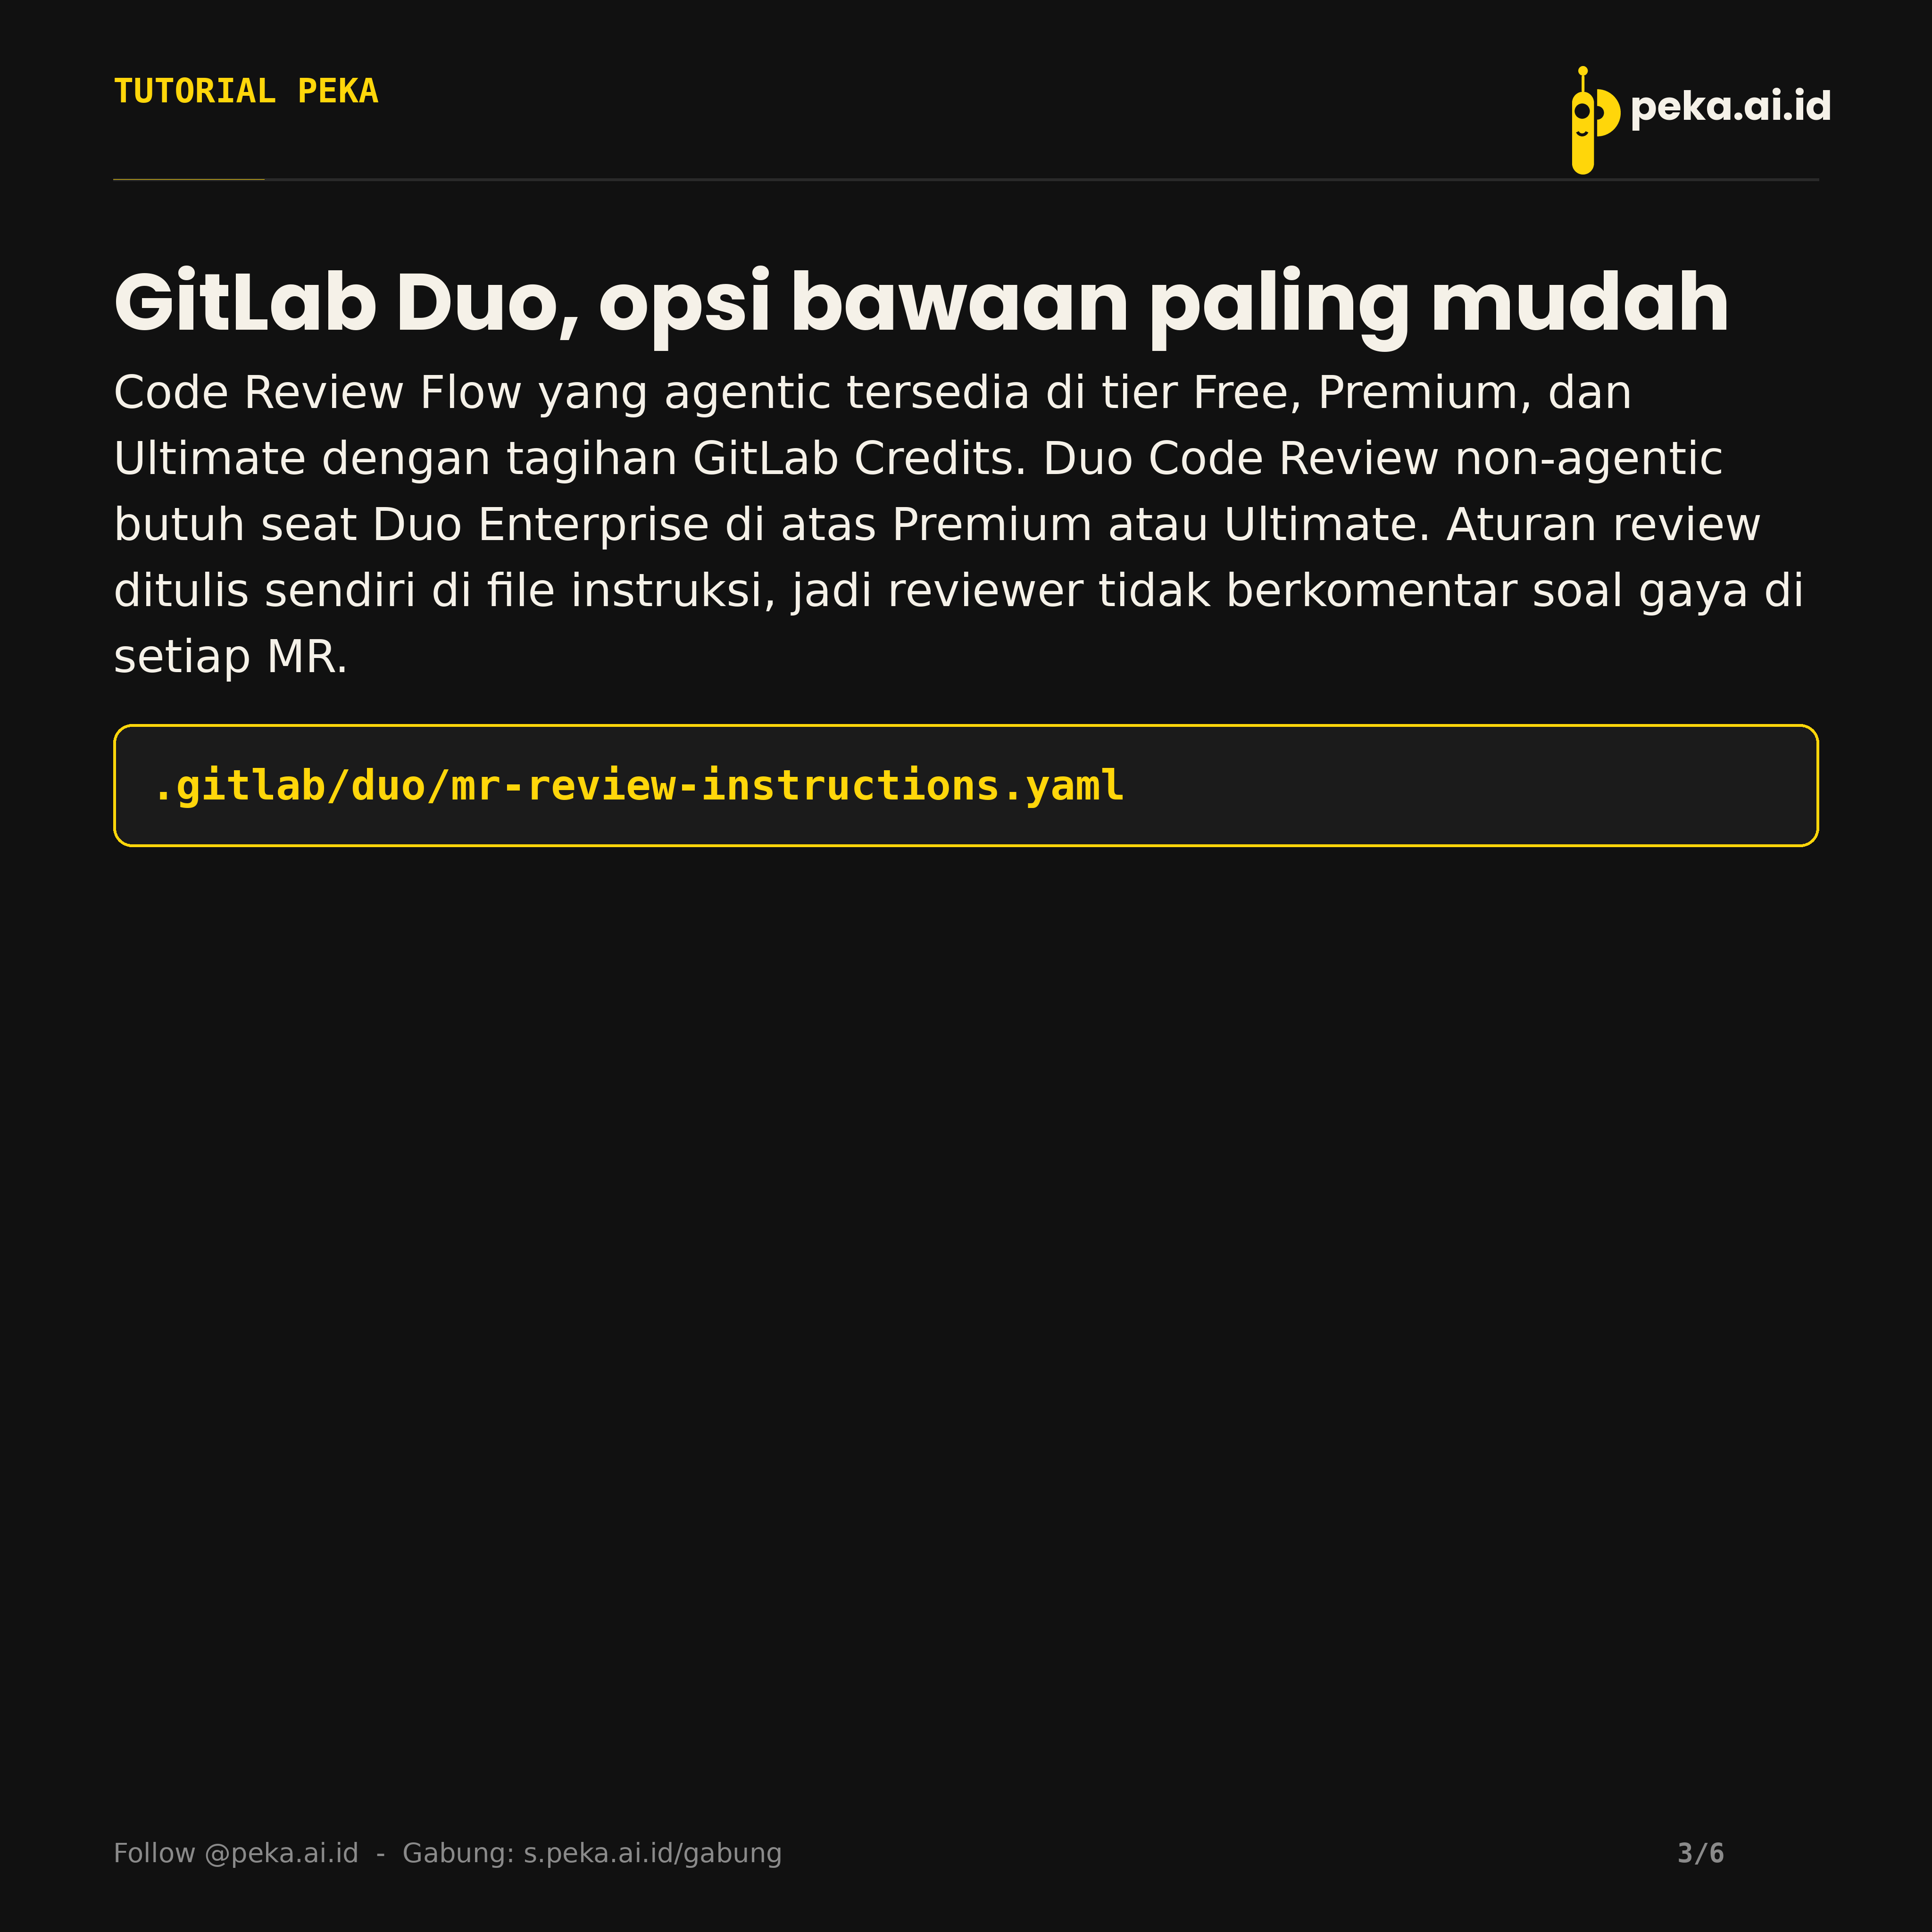 TUTORIAL PEKA
peka.ai.id
GitLab Duo, opsi bawaan paling mudah
Code Review Flow yang agentic tersedia di tier Free, Premium, dan
Ultimate dengan tagihan GitLab Credits. Duo Code Review non-agentic
butuh seat Duo Enterprise di atas Premium atau Ultimate. Aturan review
ditulis sendiri di file instruksi, jadi reviewer tidak berkomentar soal gaya di
setiap MR.
.gitlab/duo/mr-review-instructions.yaml
Follow @peka.ai.id - Gabung: s.peka.ai.id/gabung
3/6